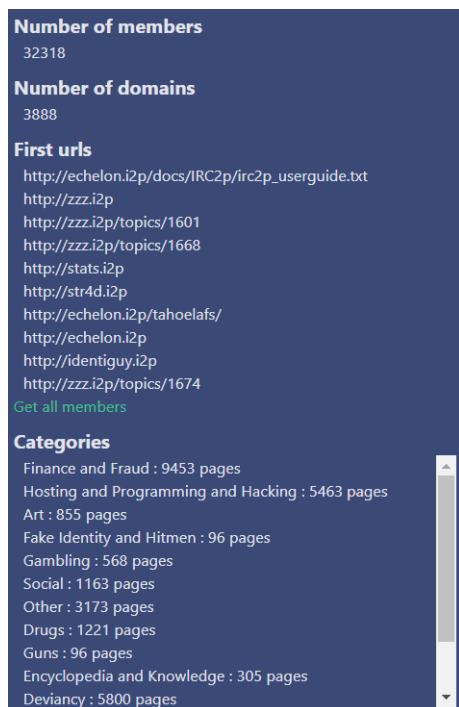 Number of members
32318
Number of domains
3888
First urls
http://echelon.i2p/docs/IRC2p/irc2p_userguide.txt
http://zzz.i2p
http://zzz.i2p/topics/1601
http://zzz.i2p/topics/1668
http://stats.i2p
http://str4d.i2p
http://echelon.i2p/tahoelafs/
http://echelon.i2p
http://identiguy.i2p
http://zzz.i2p/topics/1674
Get all members
Categories
Finance and Fraud : 9453 pages
Hosting and Programming and Hacking : 5463 pages
Art : 855 pages
Fake Identity and Hitmen : 96 pages
Gambling : 568 pages
Social : 1163 pages
Other : 3173 pages
Drugs : 1221 pages
Guns : 96 pages
Encyclopedia and Knowledge : 305 pages
Deviancy : 5800 pages